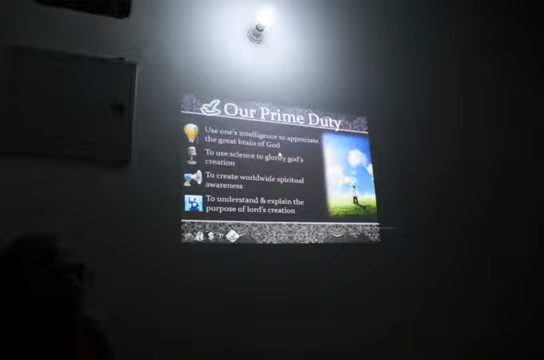 Our Prime Duty
Use one's intelligence to appreciate
the great brain of God
To use science to glorify god's
creation
To create worldwide spiritual
awareness
To understand & explain the
purpose of lord's creation